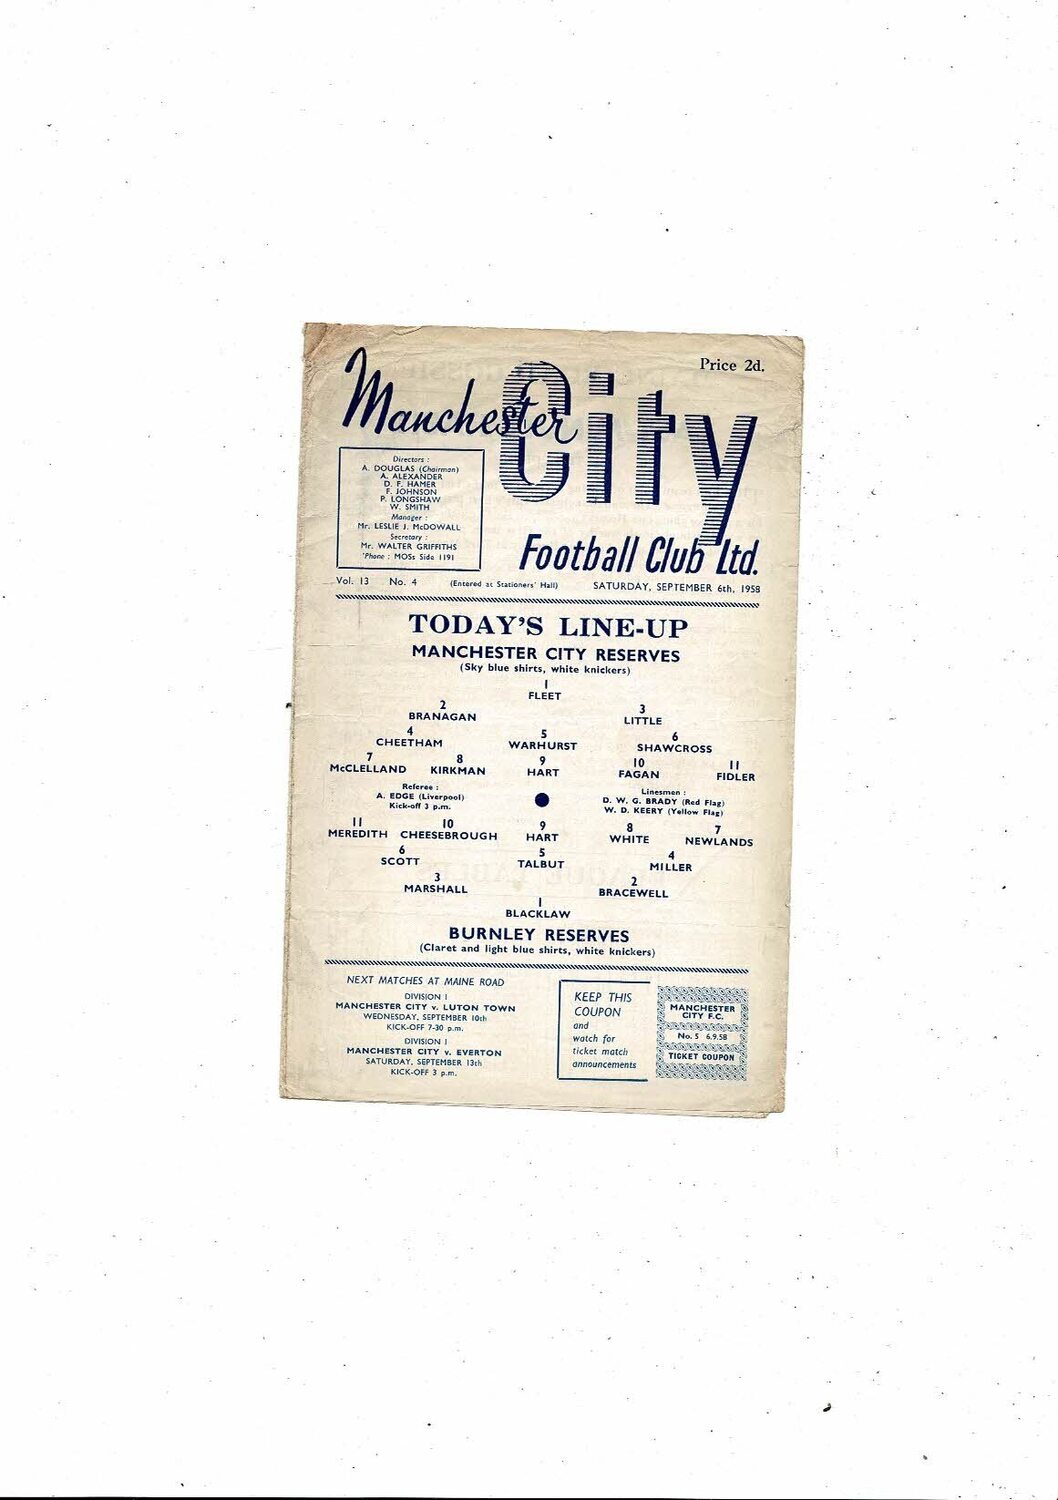 Price 2d.
Manchester City
Football Club Ltd.
Directors :
A. DOUGLAS (Chairman)
A. ALEXANDER
D. F. HAMER
F. JOHNSON
P. LONGSHAW
W. SMITH
Manager :
Mr. LESLIE J. McDOWALL
Secretary :
Mr. WALTER GRIFFITHS
'Phone : MOSs Side 1191
Vol. 13 No. 4 (Entered at Stationers' Hall) SATURDAY, SEPTEMBER 6th, 1958
TODAY'S LINE-UP
MANCHESTER CITY RESERVES
(Sky blue shirts, white knickers)
1
FLEET
2 3
BRANAGAN LITTLE
4 5 6
CHEETHAM WARHURST SHAWCROSS
7 8 9 10 11
McCLELLAND KIRKMAN HART FAGAN FIDLER
Referee :
A. EDGE (Liverpool)
Kick-off 3 p.m.
Linesmen :
D. W. G. BRADY (Red Flag)
W. D. KEERY (Yellow Flag)
11 10 9 8 7
MEREDITH CHEESEBROUGH HART WHITE NEWLANDS
6 5 4
SCOTT TALBUT MILLER
3 2
MARSHALL BRACEWELL
1
BLACKLAW
BURNLEY RESERVES
(Claret and light blue shirts, white knickers)
NEXT MATCHES AT MAINE ROAD
DIVISION 1
MANCHESTER CITY v. LUTON TOWN
WEDNESDAY, SEPTEMBER 10th
KICK-OFF 7-30 p.m.
DIVISION 1
MANCHESTER CITY v. EVERTON
SATURDAY, SEPTEMBER 13th
KICK-OFF 3 p.m.
KEEP THIS
COUPON
and
watch for
ticket match
announcements
MANCHESTER
CITY F.C.
No. 5 6.9.58
TICKET COUPON